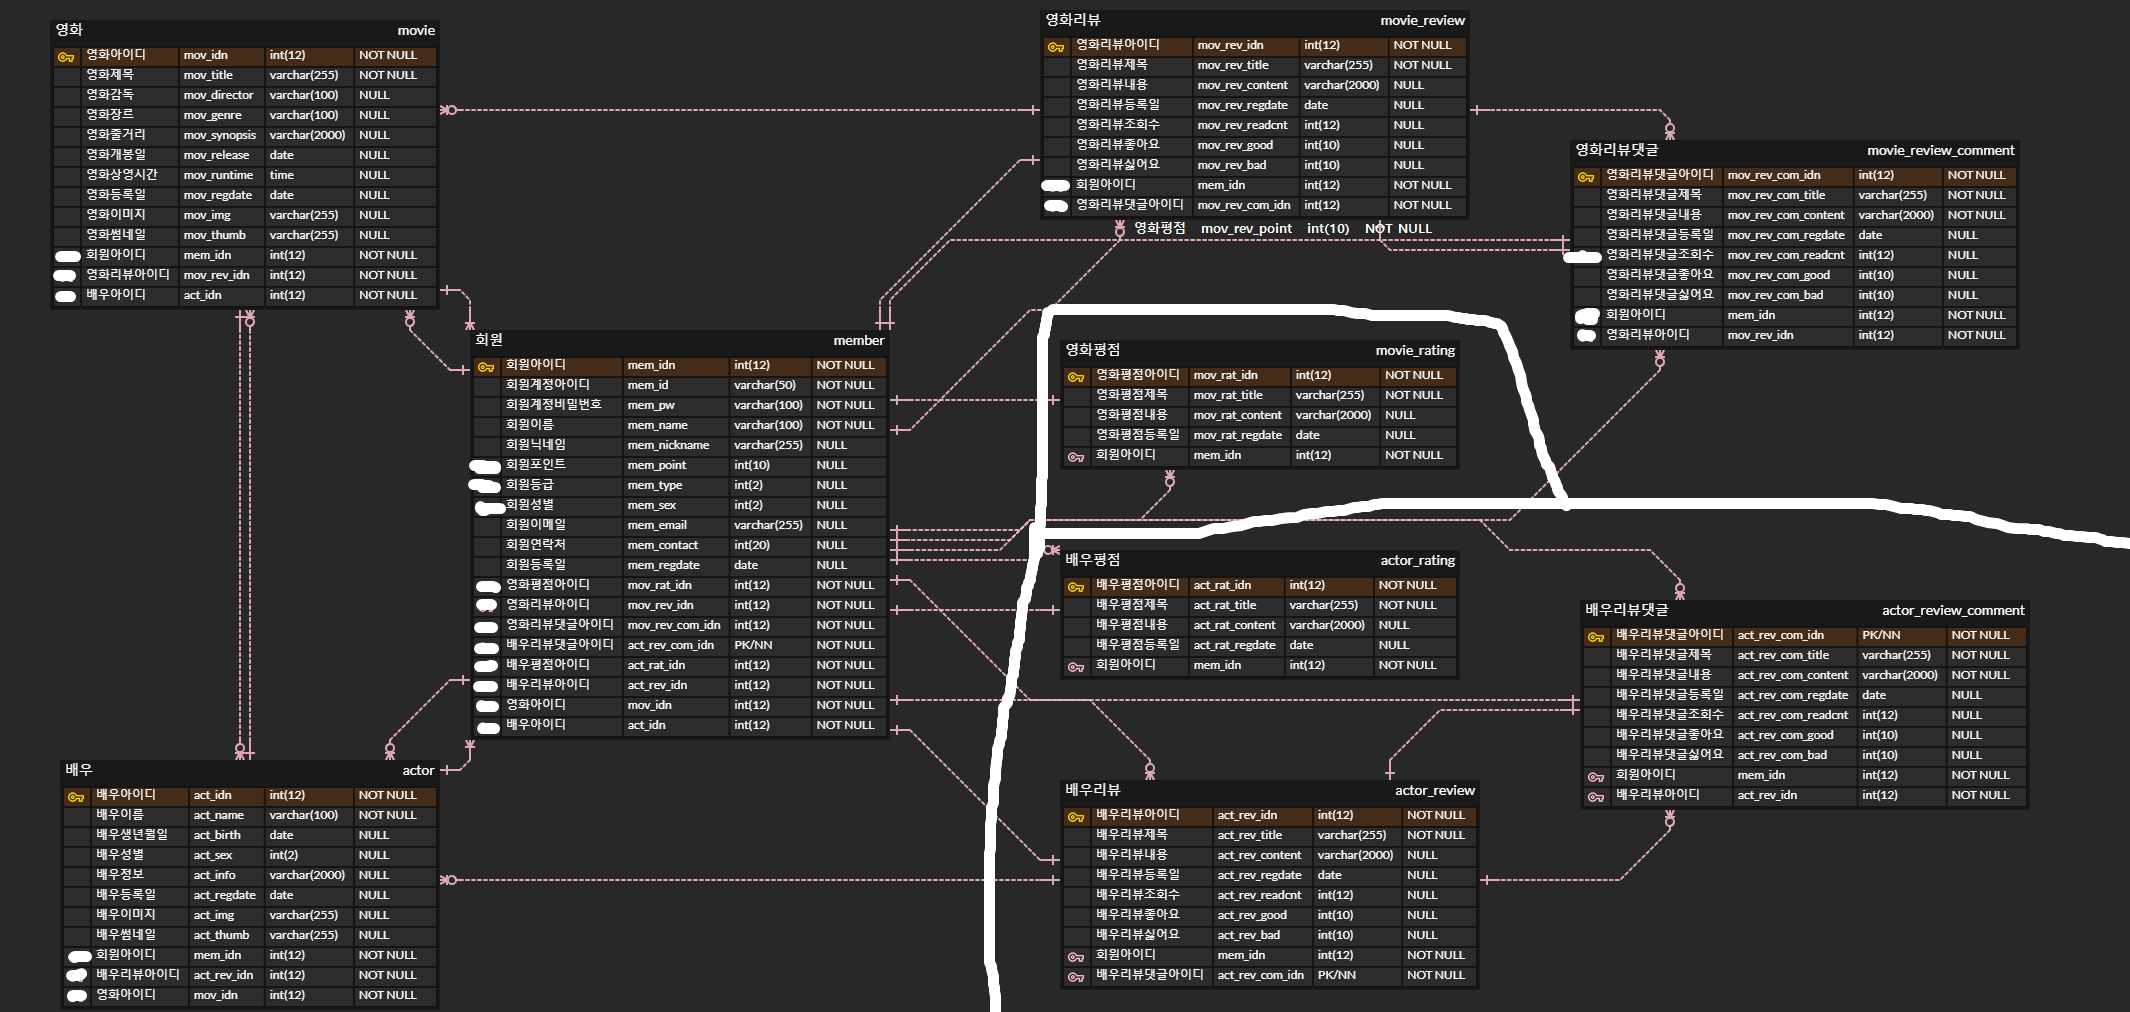 영화 movie
영화아이디 mov_idn int(12) NOT NULL
영화제목 mov_title varchar(255) NOT NULL
영화감독 mov_director varchar(100) NULL
영화장르 mov_genre varchar(100) NULL
영화줄거리 mov_synopsis varchar(2000) NULL
영화개봉일 mov_release date NULL
영화상영시간 mov_runtime time NULL
영화등록일 mov_regdate date NULL
영화이미지 mov_img varchar(255) NULL
영화썸네일 mov_thumb varchar(255) NULL
회원아이디 mem_idn int(12) NOT NULL
영화리뷰아이디 mov_rev_idn int(12) NOT NULL
배우아이디 act_idn int(12) NOT NULL
영화리뷰 movie_review
영화리뷰아이디 mov_rev_idn int(12) NOT NULL
영화리뷰제목 mov_rev_title varchar(255) NOT NULL
영화리뷰내용 mov_rev_content varchar(2000) NULL
영화리뷰등록일 mov_rev_regdate date NULL
영화리뷰조회수 mov_rev_readcnt int(12) NULL
영화리뷰좋아요 mov_rev_good int(10) NULL
영화리뷰싫어요 mov_rev_bad int(10) NULL
회원아이디 mem_idn int(12) NOT NULL
영화리뷰댓글아이디 mov_rev_com_idn int(12) NOT NULL
영화평점 mov_rev_point int(10) NOT NULL
영화리뷰댓글 movie_review_comment
영화리뷰댓글아이디 mov_rev_com_idn int(12) NOT NULL
영화리뷰댓글제목 mov_rev_com_title varchar(255) NOT NULL
영화리뷰댓글내용 mov_rev_com_content varchar(2000) NOT NULL
영화리뷰댓글등록일 mov_rev_com_regdate date NULL
영화리뷰댓글조회수 mov_rev_com_readcnt int(12) NULL
영화리뷰댓글좋아요 mov_rev_com_good int(10) NULL
영화리뷰댓글싫어요 mov_rev_com_bad int(10) NULL
회원아이디 mem_idn int(12) NOT NULL
영화리뷰아이디 mov_rev_idn int(12) NOT NULL
회원 member
회원아이디 mem_idn int(12) NOT NULL
회원계정아이디 mem_id varchar(50) NOT NULL
회원계정비밀번호 mem_pw varchar(100) NOT NULL
회원이름 mem_name varchar(100) NOT NULL
회원닉네임 mem_nickname varchar(255) NULL
회원포인트 mem_point int(10) NULL
회원등급 mem_type int(2) NULL
회원성별 mem_sex int(2) NULL
회원이메일 mem_email varchar(255) NULL
회원연락처 mem_contact int(20) NULL
회원등록일 mem_regdate date NULL
영화평점아이디 mov_rat_idn int(12) NOT NULL
영화리뷰아이디 mov_rev_idn int(12) NOT NULL
영화리뷰댓글아이디 mov_rev_com_idn int(12) NOT NULL
배우리뷰댓글아이디 act_rev_com_idn PK/NN NOT NULL
배우평점아이디 act_rat_idn int(12) NOT NULL
배우리뷰아이디 act_rev_idn int(12) NOT NULL
영화아이디 mov_idn int(12) NOT NULL
배우아이디 act_idn int(12) NOT NULL
영화평점 movie_rating
영화평점아이디 mov_rat_idn int(12) NOT NULL
영화평점제목 mov_rat_title varchar(255) NOT NULL
영화평점내용 mov_rat_content varchar(2000) NULL
영화평점등록일 mov_rat_regdate date NULL
회원아이디 mem_idn int(12) NOT NULL
배우평점 actor_rating
배우평점아이디 act_rat_idn int(12) NOT NULL
배우평점제목 act_rat_title varchar(255) NOT NULL
배우평점내용 act_rat_content varchar(2000) NULL
배우평점등록일 act_rat_regdate date NULL
회원아이디 mem_idn int(12) NOT NULL
배우리뷰댓글 actor_review_comment
배우리뷰댓글아이디 act_rev_com_idn PK/NN NOT NULL
배우리뷰댓글제목 act_rev_com_title varchar(255) NOT NULL
배우리뷰댓글내용 act_rev_com_content varchar(2000) NOT NULL
배우리뷰댓글등록일 act_rev_com_regdate date NULL
배우리뷰댓글조회수 act_rev_com_readcnt int(12) NULL
배우리뷰댓글좋아요 act_rev_com_good int(10) NULL
배우리뷰댓글싫어요 act_rev_com_bad int(10) NULL
회원아이디 mem_idn int(12) NOT NULL
배우리뷰아이디 act_rev_idn int(12) NOT NULL
배우 actor
배우아이디 act_idn int(12) NOT NULL
배우이름 act_name varchar(100) NOT NULL
배우생년월일 act_birth date NULL
배우성별 act_sex int(2) NULL
배우정보 act_info varchar(2000) NULL
배우등록일 act_regdate date NULL
배우이미지 act_img varchar(255) NULL
배우썸네일 act_thumb varchar(255) NULL
회원아이디 mem_idn int(12) NOT NULL
배우리뷰아이디 act_rev_idn int(12) NOT NULL
영화아이디 mov_idn int(12) NOT NULL
배우리뷰 actor_review
배우리뷰아이디 act_rev_idn int(12) NOT NULL
배우리뷰제목 act_rev_title varchar(255) NOT NULL
배우리뷰내용 act_rev_content varchar(2000) NULL
배우리뷰등록일 act_rev_regdate date NULL
배우리뷰조회수 act_rev_readcnt int(12) NULL
배우리뷰좋아요 act_rev_good int(10) NULL
배우리뷰싫어요 act_rev_bad int(10) NULL
회원아이디 mem_idn int(12) NOT NULL
배우리뷰댓글아이디 act_rev_com_idn PK/NN NOT NULL